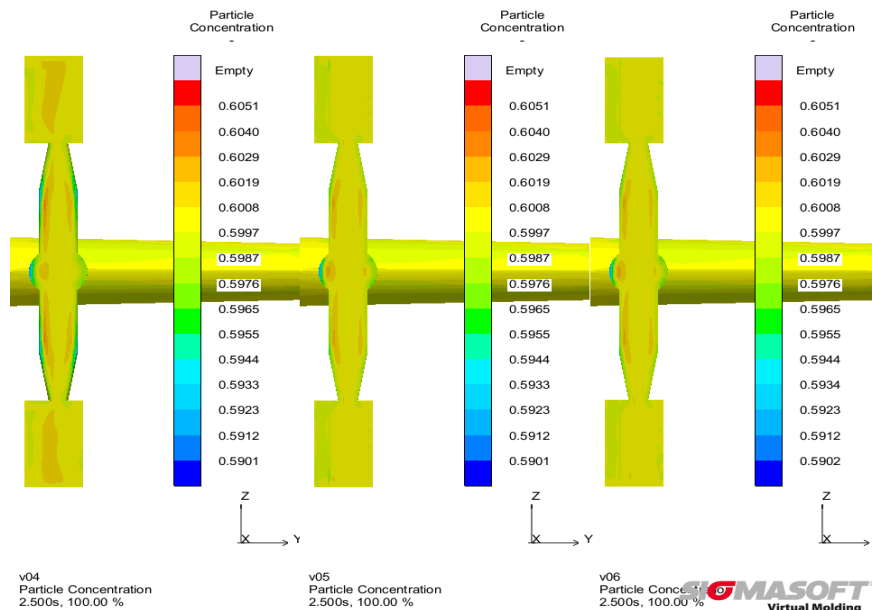 Particle
Concentration
-
Empty
0.6051
0.6040
0.6029
0.6019
0.6008
0.5997
0.5987
0.5976
0.5965
0.5955
0.5944
0.5933
0.5923
0.5912
0.5901
Z
X
Y
v04
Particle Concentration
2.500s, 100.00 %
Particle
Concentration
-
Empty
0.6051
0.6040
0.6029
0.6019
0.6008
0.5997
0.5987
0.5976
0.5965
0.5955
0.5944
0.5933
0.5923
0.5912
0.5901
Z
X
Y
v05
Particle Concentration
2.500s, 100.00 %
Particle
Concentration
-
Empty
0.6051
0.6040
0.6029
0.6019
0.6008
0.5997
0.5987
0.5976
0.5965
0.5955
0.5944
0.5934
0.5923
0.5912
0.5902
Z
X
Y
v06
Particle Concentration
2.500s, 100.00 %
SIGMASOFT
Virtual Molding